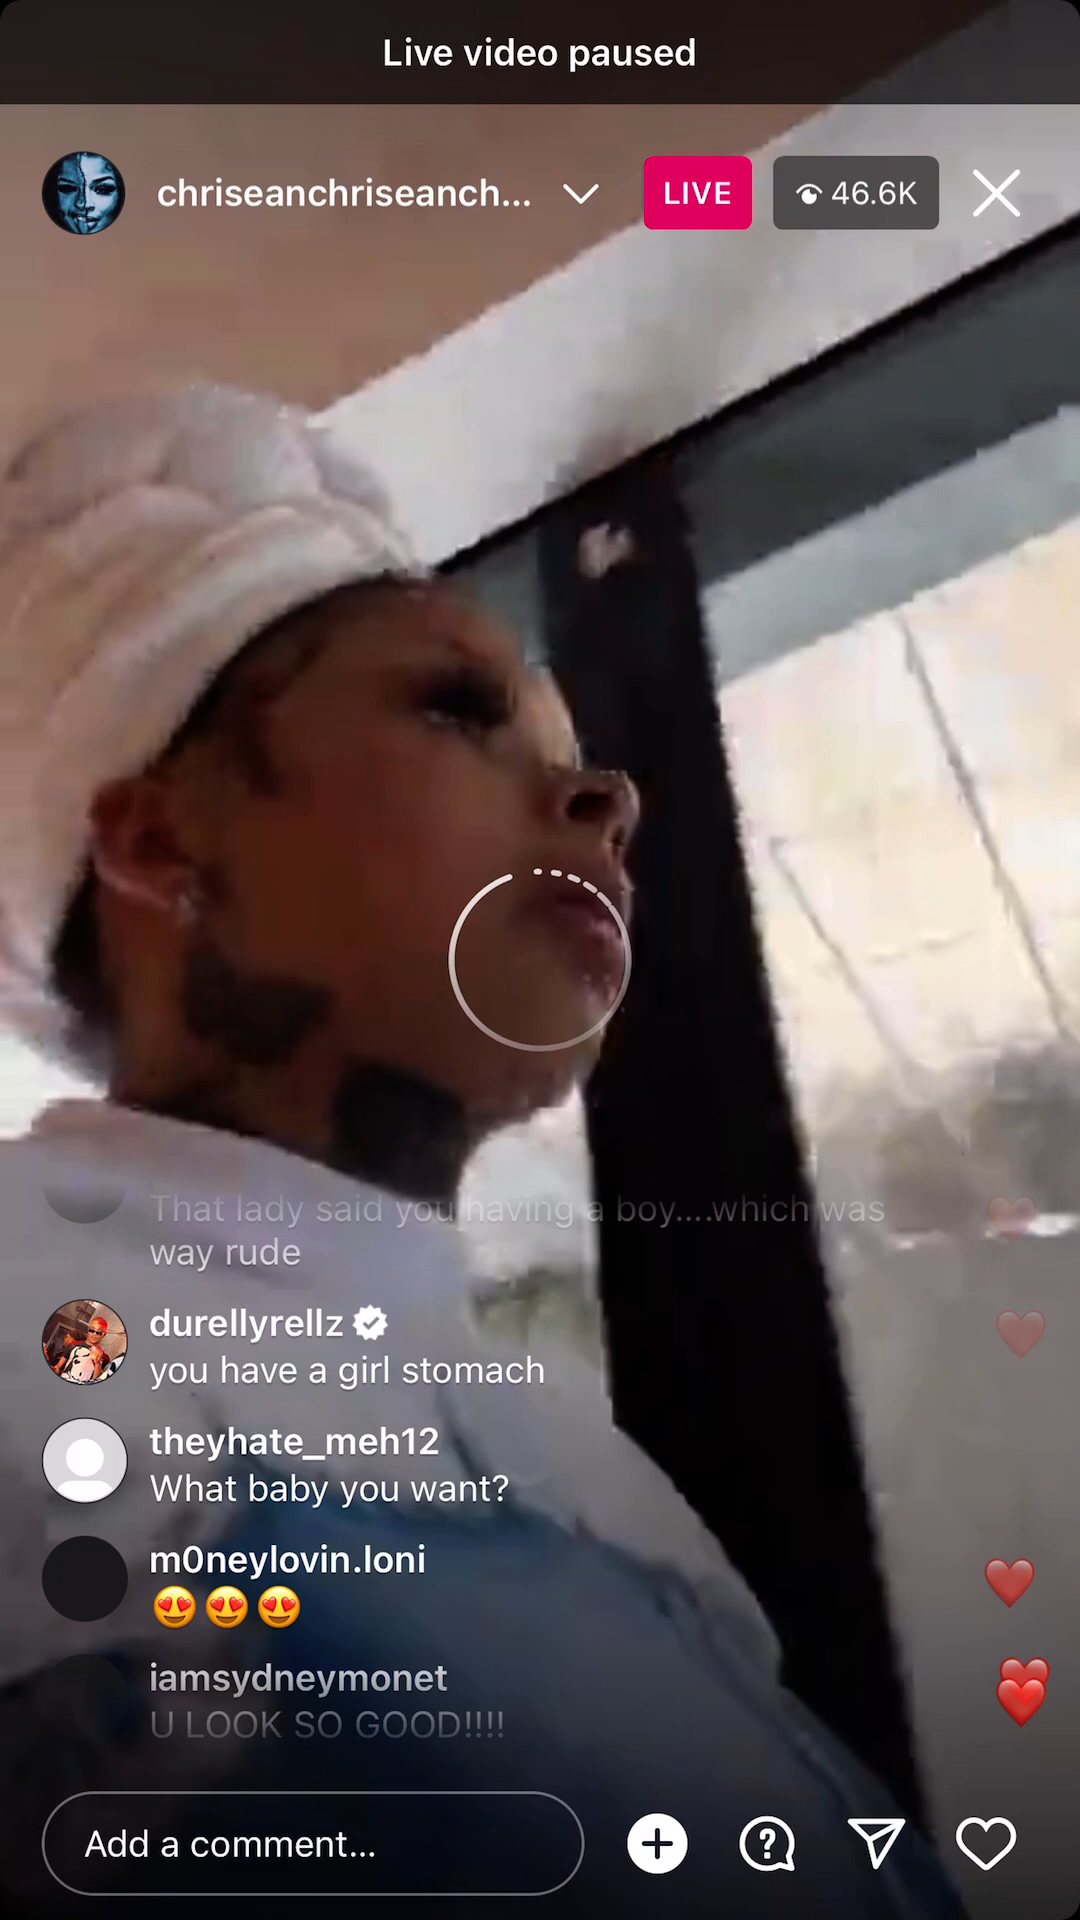 Live video paused
chriseanchriseanch...
LIVE
46.6K
That lady said you having a boy....which was
way rude
durellyrellz
you have a girl stomach
theyhate_meh12
What baby you want?
m0neylovin.loni
😍😍😍
iamsydneymonet
U LOOK SO GOOD!!!!
Add a comment...